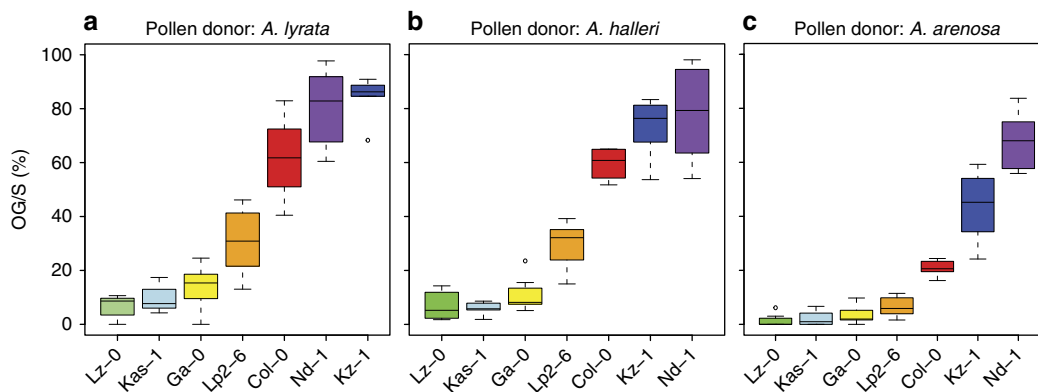 a Pollen donor: A. lyrata
b Pollen donor: A. halleri
c Pollen donor: A. arenosa
OG/S (%)
100
80
60
40
20
0
Lz-0 Kas-1 Ga-0 Lp2-6 Col-0 Nd-1 Kz-1
Lz-0 Kas-1 Ga-0 Lp2-6 Col-0 Kz-1 Nd-1
Lz-0 Kas-1 Ga-0 Lp2-6 Col-0 Kz-1 Nd-1